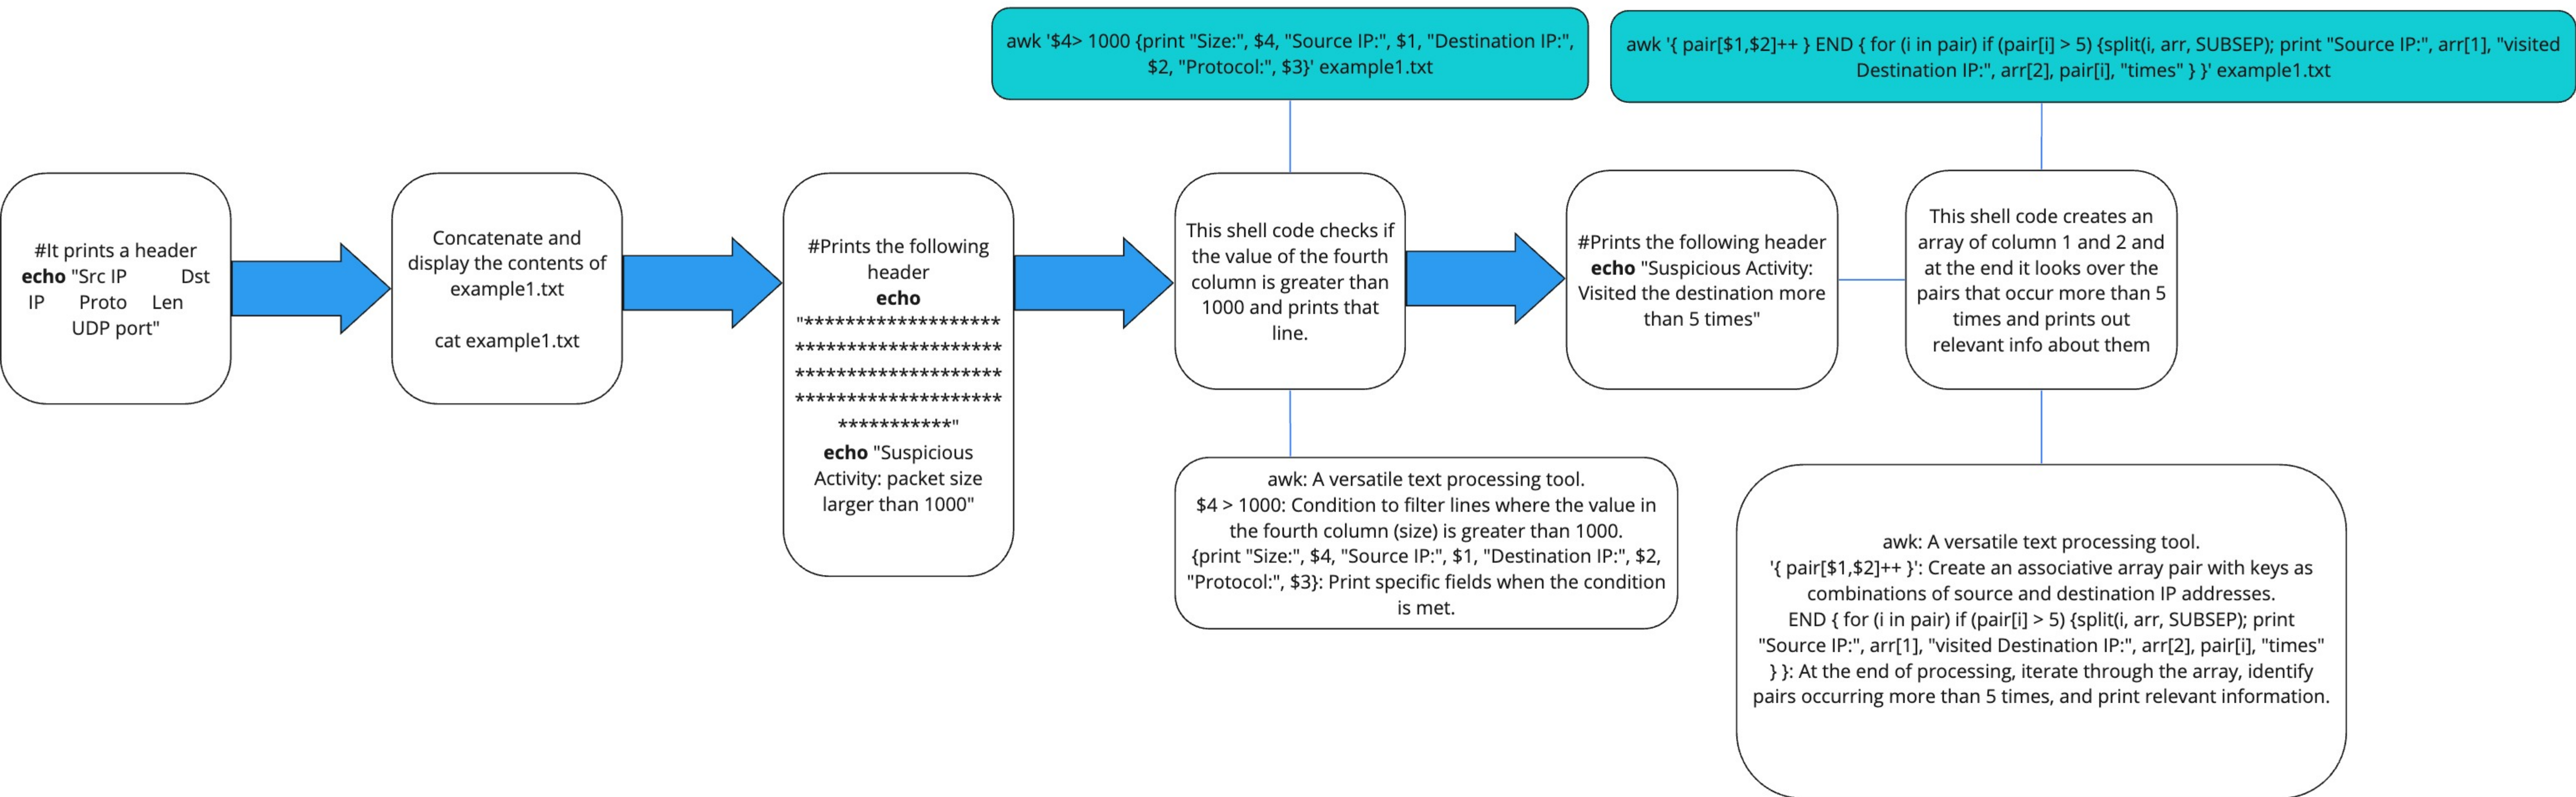 awk '$4> 1000 {print "Size:", $4, "Source IP:", $1, "Destination IP:",
$2, "Protocol:", $3}' example1.txt
awk '{ pair[$1,$2]++ } END { for (i in pair) if (pair[i] > 5) {split(i, arr, SUBSEP); print "Source IP:", arr[1], "visited
Destination IP:", arr[2], pair[i], "times" } }' example1.txt
#It prints a header
echo "Src IP          Dst
IP       Proto     Len
UDP port"
Concatenate and
display the contents of
example1.txt
cat example1.txt
#Prints the following
header
echo
"*******************
********************
********************
********************
***********"
echo "Suspicious
Activity: packet size
larger than 1000"
This shell code checks if
the value of the fourth
column is greater than
1000 and prints that
line.
#Prints the following header
echo "Suspicious Activity:
Visited the destination more
than 5 times"
This shell code creates an
array of column 1 and 2 and
at the end it looks over the
pairs that occur more than 5
times and prints out
relevant info about them
awk: A versatile text processing tool.
$4 > 1000: Condition to filter lines where the value in
the fourth column (size) is greater than 1000.
{print "Size:", $4, "Source IP:", $1, "Destination IP:", $2,
"Protocol:", $3}: Print specific fields when the condition
is met.
awk: A versatile text processing tool.
'{ pair[$1,$2]++ }': Create an associative array pair with keys as
combinations of source and destination IP addresses.
END { for (i in pair) if (pair[i] > 5) {split(i, arr, SUBSEP); print
"Source IP:", arr[1], "visited Destination IP:", arr[2], pair[i], "times"
} }: At the end of processing, iterate through the array, identify
pairs occurring more than 5 times, and print relevant information.